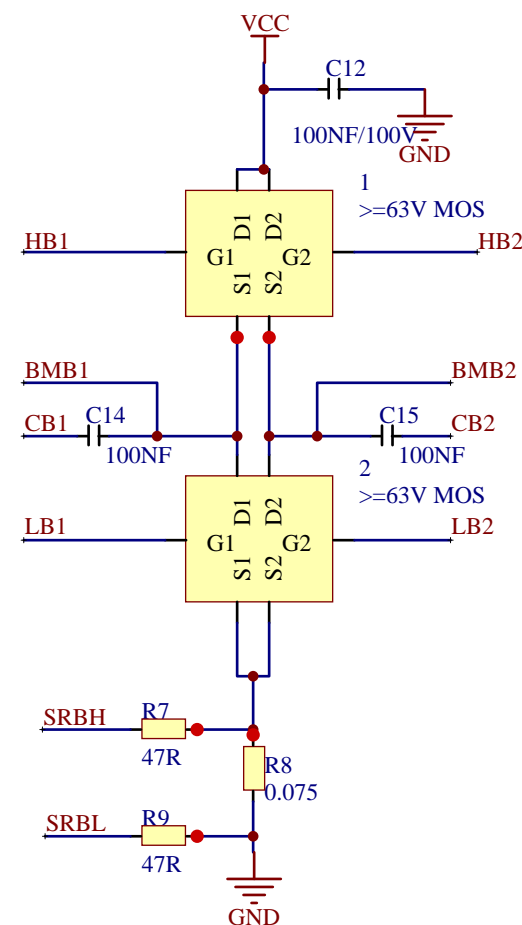 VCC
C12
100NF/100V
GND
1
>=63V MOS
D1
D2
HB1
G1
G2
HB2
S1
S2
BMB1
BMB2
CB1
C14
C15
CB2
100NF
100NF
2
>=63V MOS
D1
D2
LB1
G1
G2
LB2
S1
S2
SRBH
R7
47R
R8
0.075
SRBL
R9
47R
GND